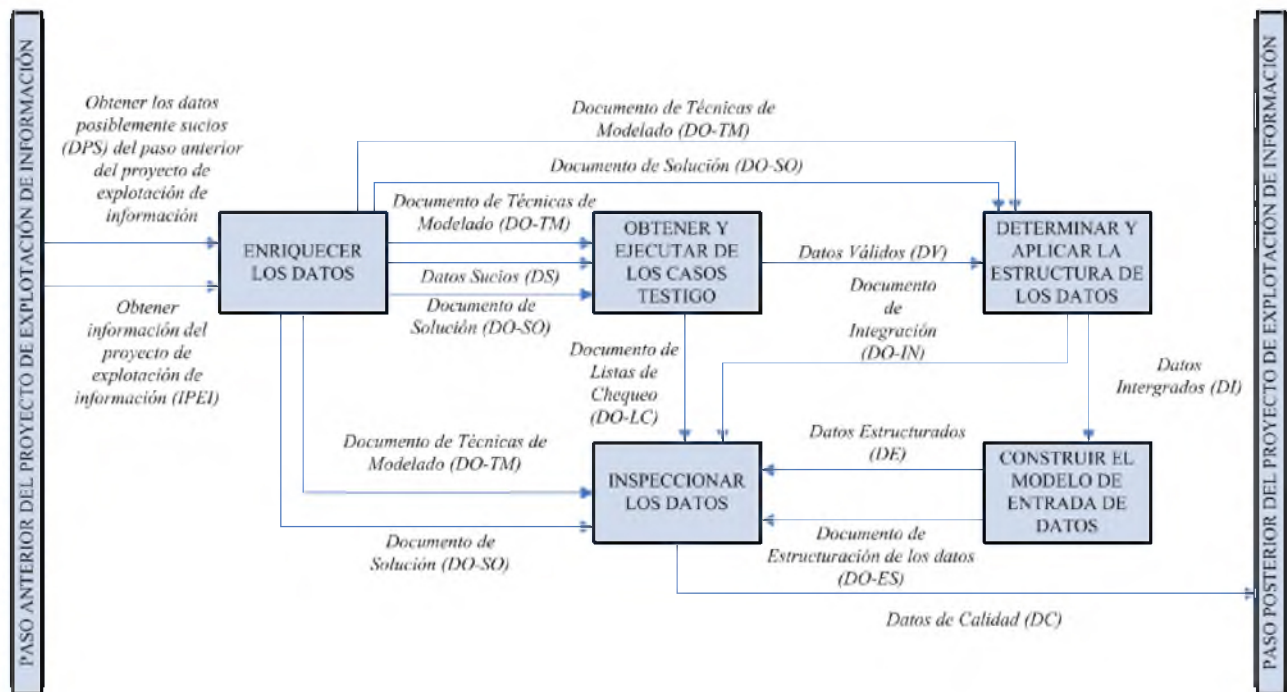 PASO ANTERIOR DEL PROYECTO DE EXPLOTACIÓN DE INFORMACIÓN
Obtener los datos
posiblemente sucios
(DPS) del paso anterior
del proyecto de
explotación de
información
Obtener
información del
proyecto de
explotación de
información (IPEI)
ENRIQUECER
LOS DATOS
Documento de Técnicas de
Modelado (DO-TM)
Documento de Solución (DO-SO)
Documento de Técnicas de
Modelado (DO-TM)
Datos Sucios (DS)
Documento de
Solución (DO-SO)
OBTENER Y
EJECUTAR DE
LOS CASOS
TESTIGO
Datos Válidos (DV)
Documento
de
Integración
(DO-IN)
DETERMINAR Y
APLICAR LA
ESTRUCTURA DE
LOS DATOS
Documento de
Listas de
Chequeo
(DO-LC)
Datos
Intergrados (DI)
Documento de Técnicas de
Modelado (DO-TM)
Documento de
Solución (DO-SO)
INSPECCIONAR
LOS DATOS
Datos Estructurados
(DE)
Documento de
Estructuración de los datos
(DO-ES)
CONSTRUIR EL
MODELO DE
ENTRADA DE
DATOS
Datos de Calidad (DC)
PASO POSTERIOR DEL PROYECTO DE EXPLOTACIÓN DE INFORMACIÓN